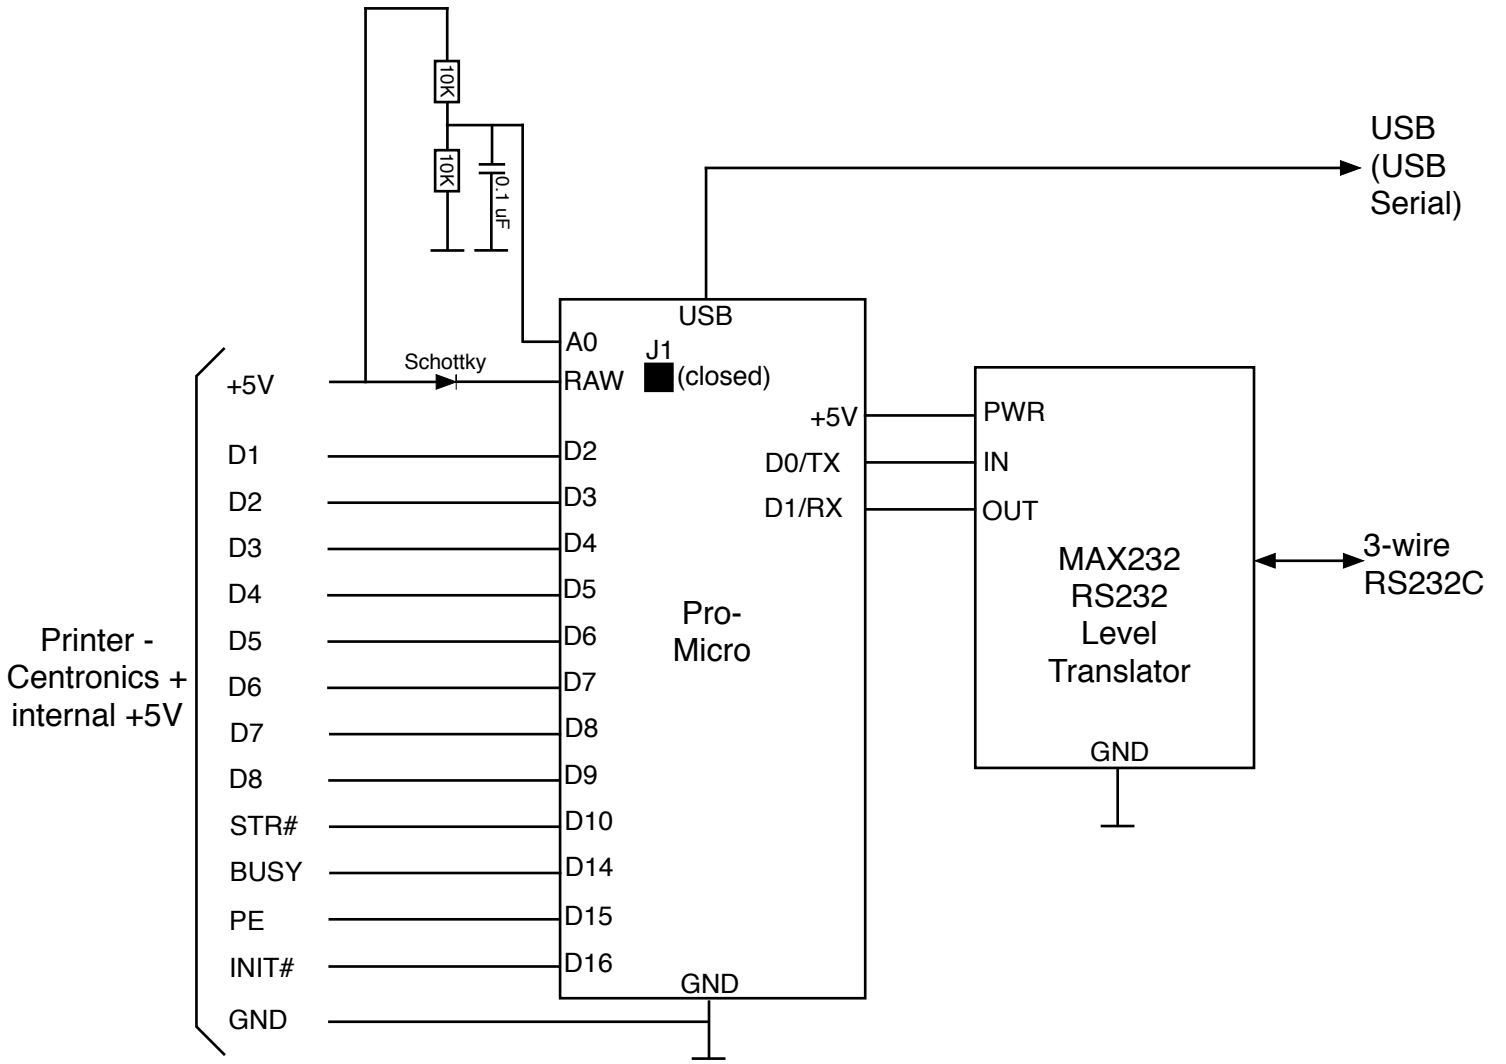 10K
10K
0.1 uF
USB
(USB
Serial)
Printer -
Centronics +
internal +5V
+5V
D1
D2
D3
D4
D5
D6
D7
D8
STR#
BUSY
PE
INIT#
GND
Schottky
USB
A0
RAW
J1
(closed)
D2
D3
D4
D5
D6
D7
D8
D9
D10
D14
D15
D16
+5V
D0/TX
D1/RX
Pro-
Micro
GND
PWR
IN
OUT
MAX232
RS232
Level
Translator
GND
3-wire
RS232C